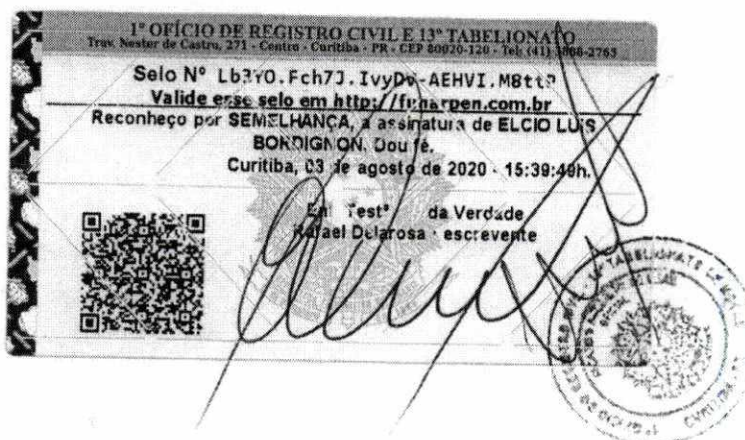 1º OFÍCIO DE REGISTRO CIVIL E 13º TABELIONATO
Trav. Nestor de Castro, 271 - Centro - Curitiba - PR - CEP 80020-120 - Tel: (41) -2763
Selo Nº
Valide esse selo em http://funarpen.com.br
Reconheço por SEMELHANÇA, a assinatura de ELCIO LUIS
BORDIGNON. Dou fé.
Curitiba, 03 de agosto de 2020 - 15:39:49h.
Em Testº da Verdade
Rafael Delarosa - escrevente